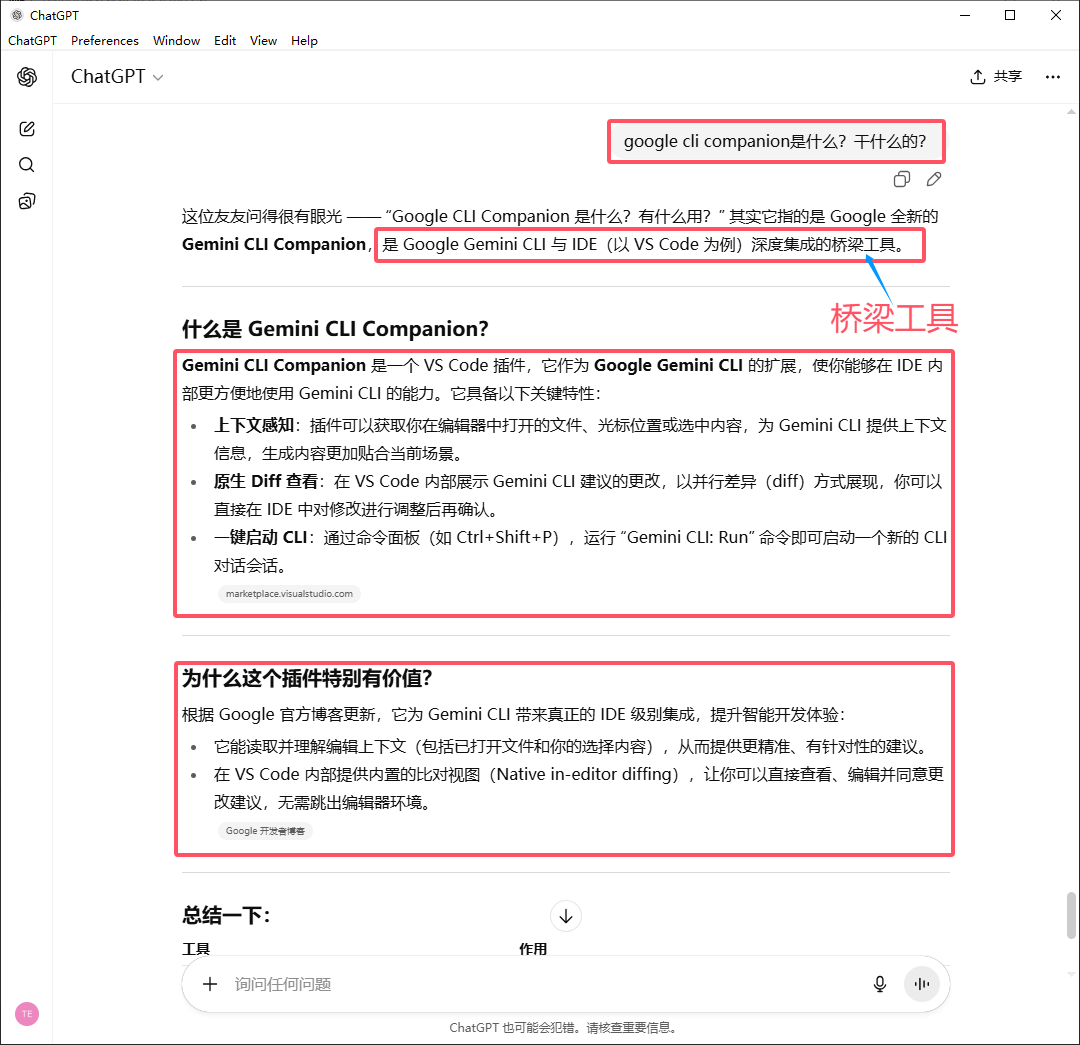 ChatGPT
ChatGPT Preferences Window Edit View Help
ChatGPT
共享
google cli companion是什么？干什么的？
这位友友问得很有眼光 —— “Google CLI Companion 是什么？有什么用？” 其实它指的是 Google 全新的
Gemini CLI Companion，是 Google Gemini CLI 与 IDE（以 VS Code 为例）深度集成的桥梁工具。
桥梁工具
什么是 Gemini CLI Companion？
Gemini CLI Companion 是一个 VS Code 插件，它作为 Google Gemini CLI 的扩展，使你能够在 IDE 内
部更方便地使用 Gemini CLI 的能力。它具备以下关键特性：
• 上下文感知：插件可以获取你在编辑器中打开的文件、光标位置或选中内容，为 Gemini CLI 提供上下文
信息，生成内容更加贴合当前场景。
• 原生 Diff 查看：在 VS Code 内部展示 Gemini CLI 建议的更改，以并行差异（diff）方式展现，你可以
直接在 IDE 中对修改进行调整后再确认。
• 一键启动 CLI：通过命令面板（如 Ctrl+Shift+P），运行 “Gemini CLI: Run” 命令即可启动一个新的 CLI
对话会话。
marketplace.visualstudio.com
为什么这个插件特别有价值？
根据 Google 官方博客更新，它为 Gemini CLI 带来真正的 IDE 级别集成，提升智能开发体验：
• 它能读取并理解编辑上下文（包括已打开文件和你的选择内容），从而提供更精准、有针对性的建议。
• 在 VS Code 内部提供内置的比对视图（Native in-editor diffing），让你可以直接查看、编辑并同意更
改建议，无需跳出编辑器环境。
Google 开发者博客
总结一下：
工具 作用
询问任何问题
TE
ChatGPT 也可能会犯错。请核查重要信息。